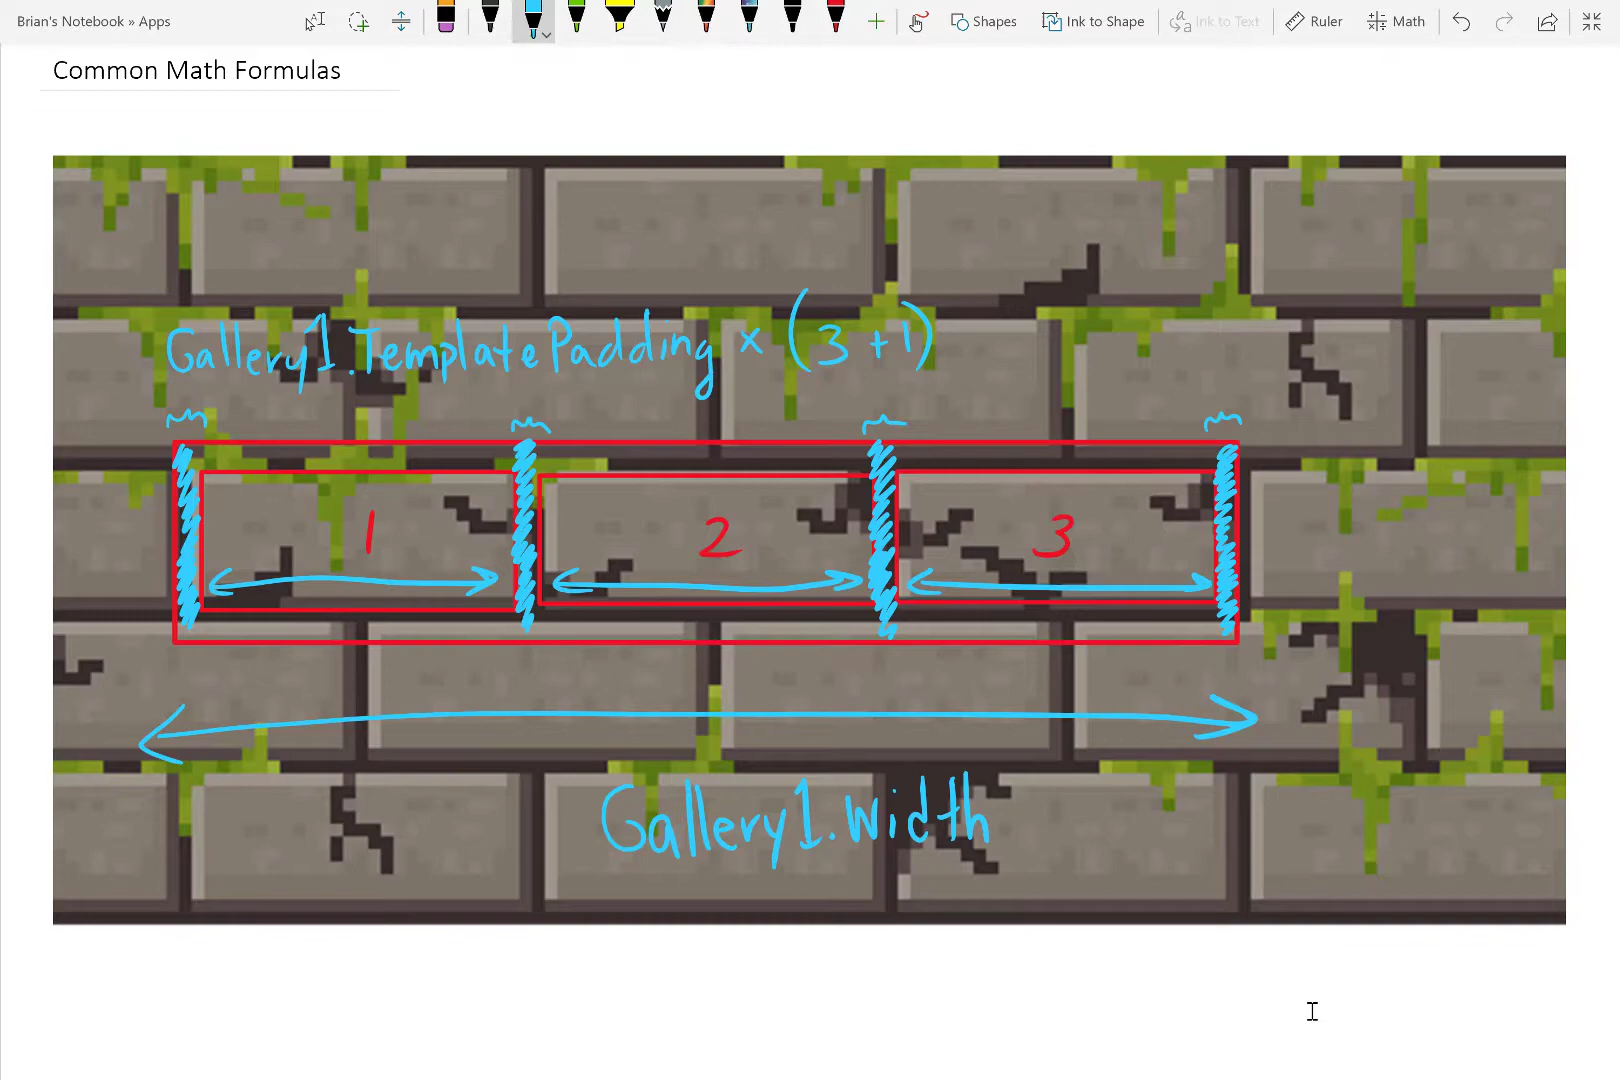 Brian's Notebook » Apps
Shapes
Ink to Shape
Ink to Text
Ruler
Math
Common Math Formulas
Gallery1.TemplatePadding × (3+1)
1
2
3
Gallery1.Width